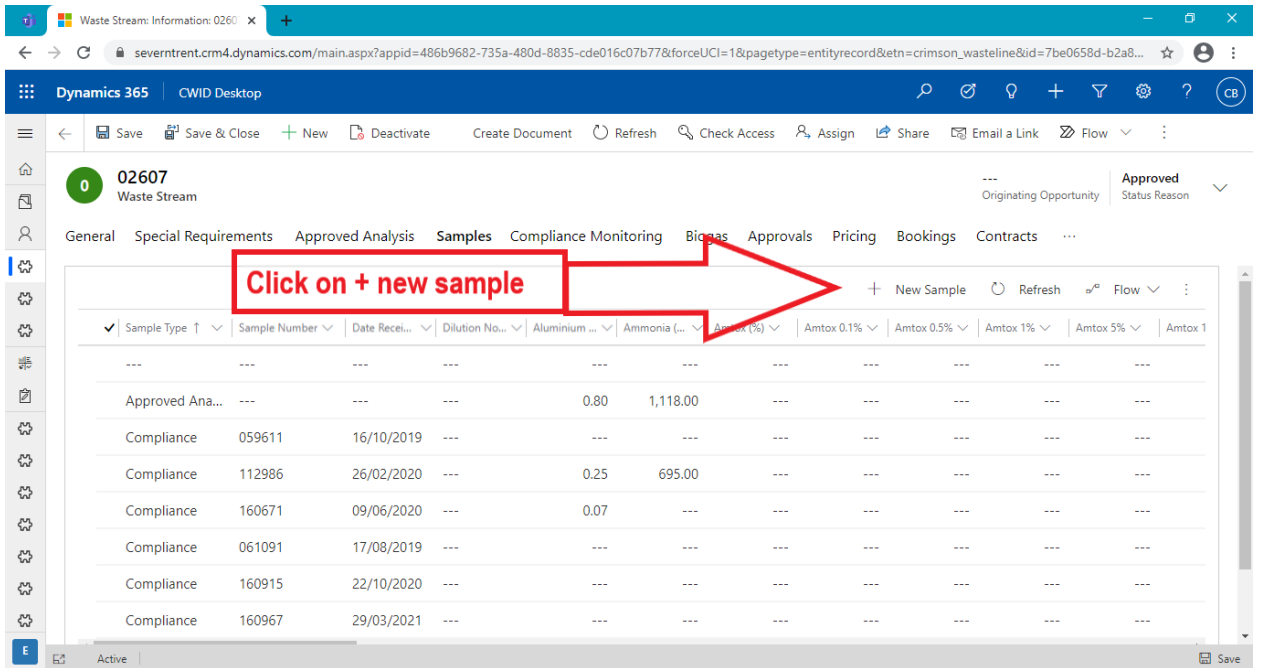 Waste Stream: Information: 0260
severntrent.crm4.dynamics.com/main.aspx?appid=486b9682-735a-480d-8835-cde016c07b77&forceUCI=1&pagetype=entityrecord&etn=crimson_wasteline&id=7be0658d-b2a8...
Dynamics 365 CWID Desktop CB
Save Save & Close New Deactivate Create Document Refresh Check Access Assign Share Email a Link Flow
0 02607 --- Approved
Waste Stream Originating Opportunity Status Reason
General Special Requirements Approved Analysis Samples Compliance Monitoring Biogas Approvals Pricing Bookings Contracts ...
Click on + new sample
+ New Sample Refresh Flow
Sample Type ↑ Sample Number Date Recei... Dilution No... Aluminium ... Ammonia (... Amtox (%) Amtox 0.1% Amtox 0.5% Amtox 1% Amtox 5% Amtox 1
--- --- --- --- --- --- --- --- --- --- ---
Approved Ana... --- --- --- 0.80 1,118.00 --- --- --- --- ---
Compliance 059611 16/10/2019 --- --- --- --- --- --- --- ---
Compliance 112986 26/02/2020 --- 0.25 695.00 --- --- --- --- ---
Compliance 160671 09/06/2020 --- 0.07 --- --- --- --- --- ---
Compliance 061091 17/08/2019 --- --- --- --- --- --- --- ---
Compliance 160915 22/10/2020 --- --- --- --- --- --- --- ---
Compliance 160967 29/03/2021 --- --- --- --- --- --- --- ---
E Active Save